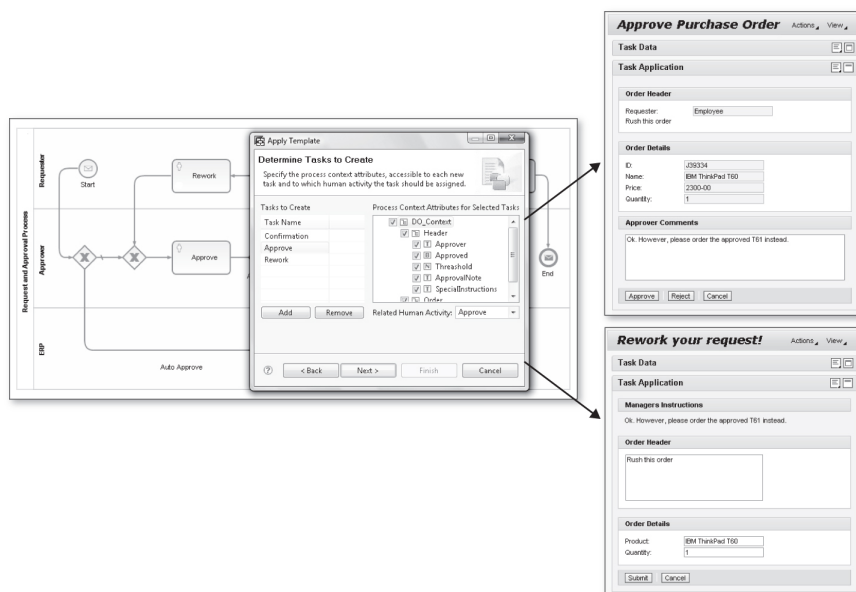 Request and Approval Process
Requester
Start
Rework
Approver
Approve
End
ERP
Auto Approve
Apply Template
Determine Tasks to Create
Specify the process context attributes, accessible to each new
task and to which human activity the task should be assigned.
Tasks to Create
Task Name
Confirmation
Approve
Rework
Add
Remove
Process Context Attributes for Selected Tasks
DO_Context
Header
Approver
Approved
Threashold
ApprovalNote
SpecialInstructions
Order
Related Human Activity: Approve
< Back
Next >
Finish
Cancel
Approve Purchase Order Actions View
Task Data
Task Application
Order Header
Requester: Employee
Rush this order
Order Details
ID: J39334
Name: IBM ThinkPad T60
Price: 2300-00
Quantity: 1
Approver Comments
Ok. However, please order the approved T61 instead.
Approve Reject Cancel
Rework your request! Actions View
Task Data
Task Application
Managers Instructions
Ok. However, please order the approved T61 instead.
Order Header
Rush this order
Order Details
Product: IBM ThinkPad T60
Quantity: 1
Submit Cancel